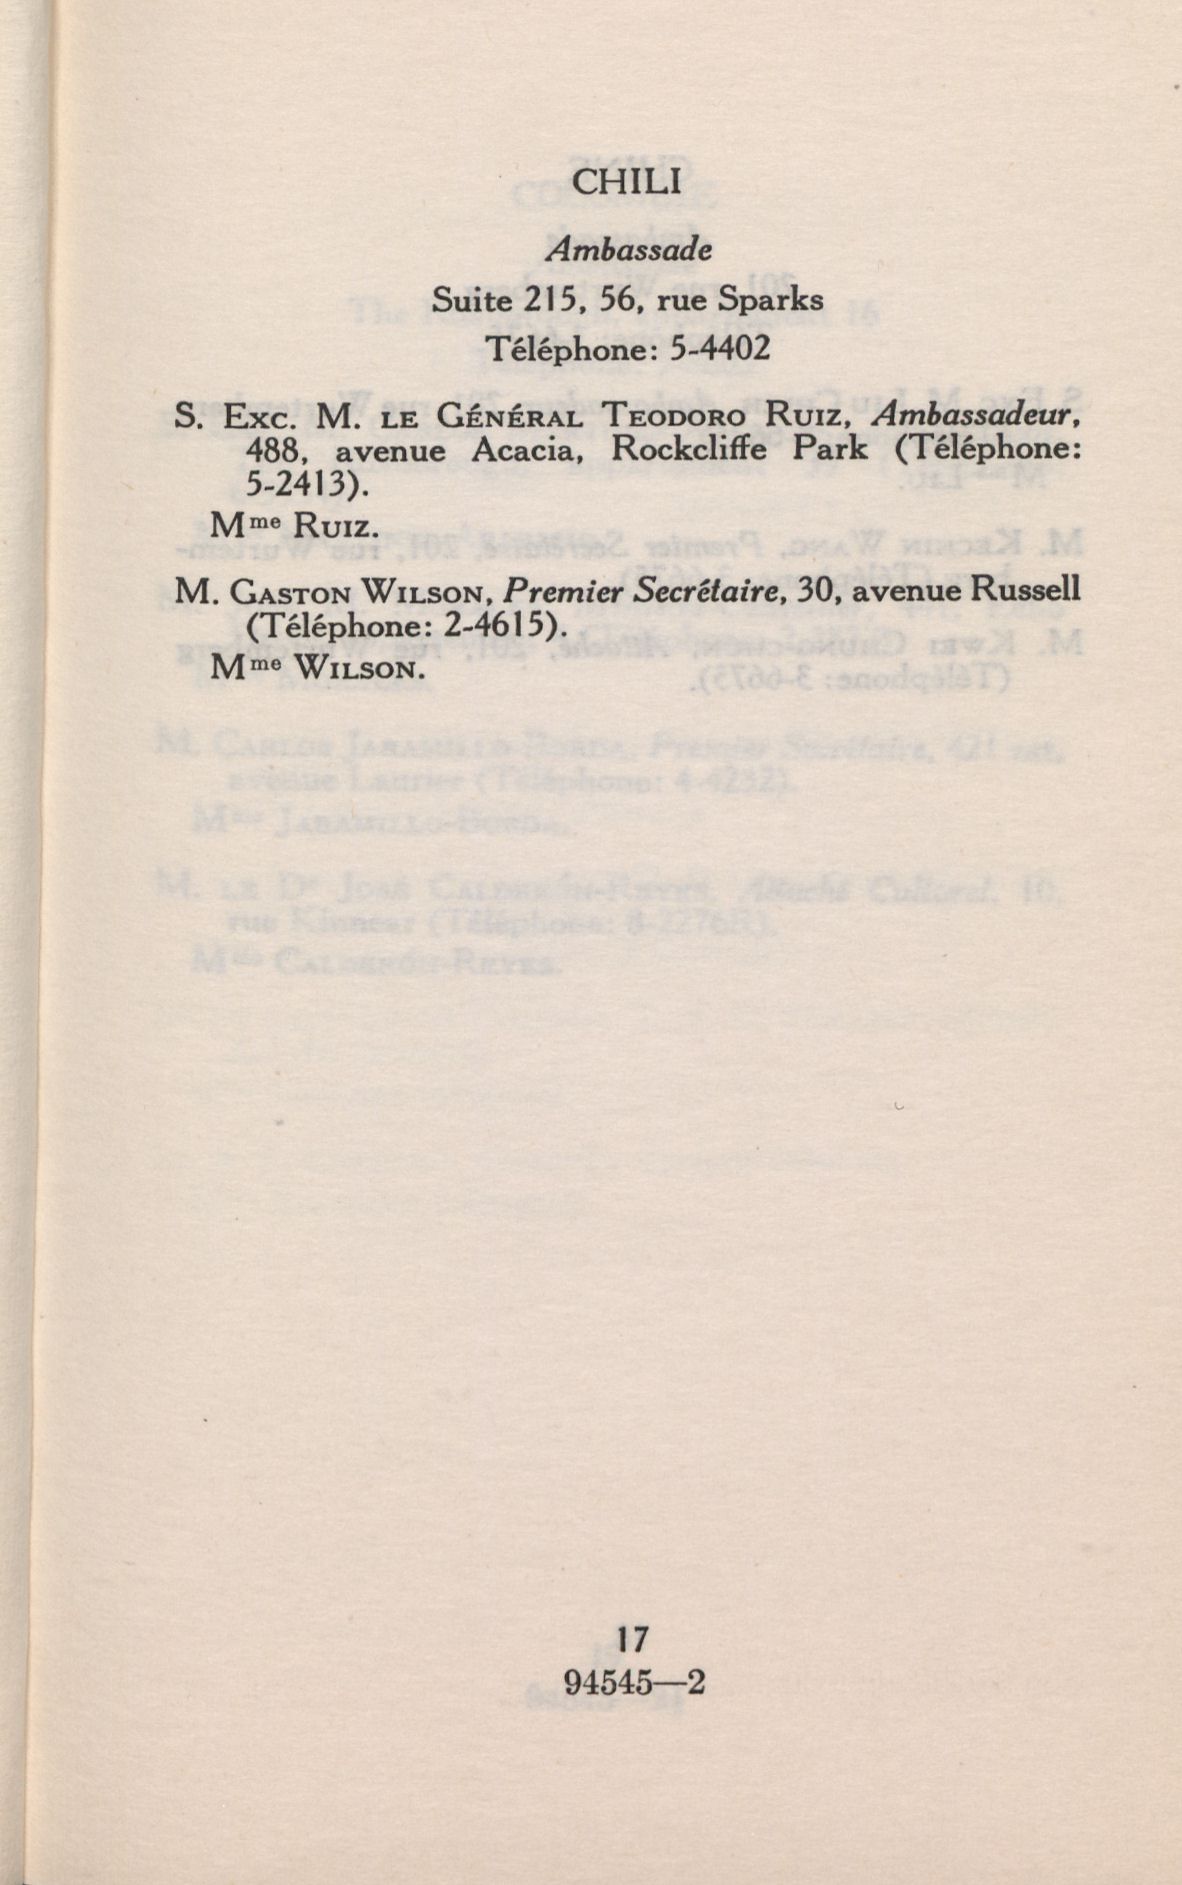 CHILI
Ambassade
Suite 215, 56, rue Sparks
Téléphone: 5-4402
S. Exc. M. le Général Teodoro Ruiz, Ambassadeur,
488, avenue Acacia, Rockcliffe Park (Téléphone:
5-2413).
Mme Ruiz.
M. Gaston Wilson, Premier Secrétaire, 30, avenue Russell
(Téléphone: 2-4615).
Mme Wilson.
17
94545—2